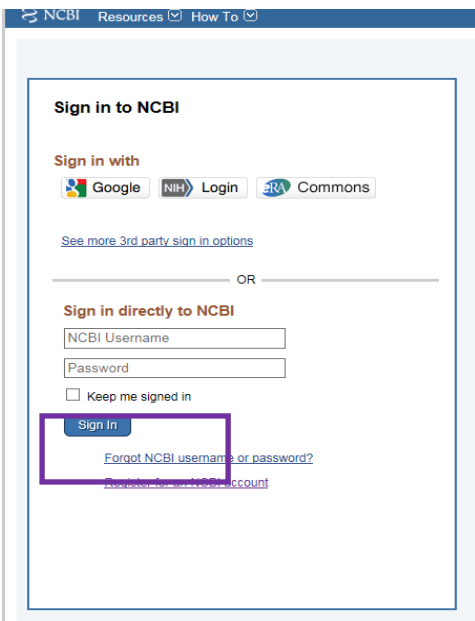 NCBI Resources How To
Sign in to NCBI
Sign in with
Google NIH Login eRA Commons
See more 3rd party sign in options
OR
Sign in directly to NCBI
NCBI Username
Password
Keep me signed in
Sign In
Forgot NCBI username or password?
Register for an NCBI account